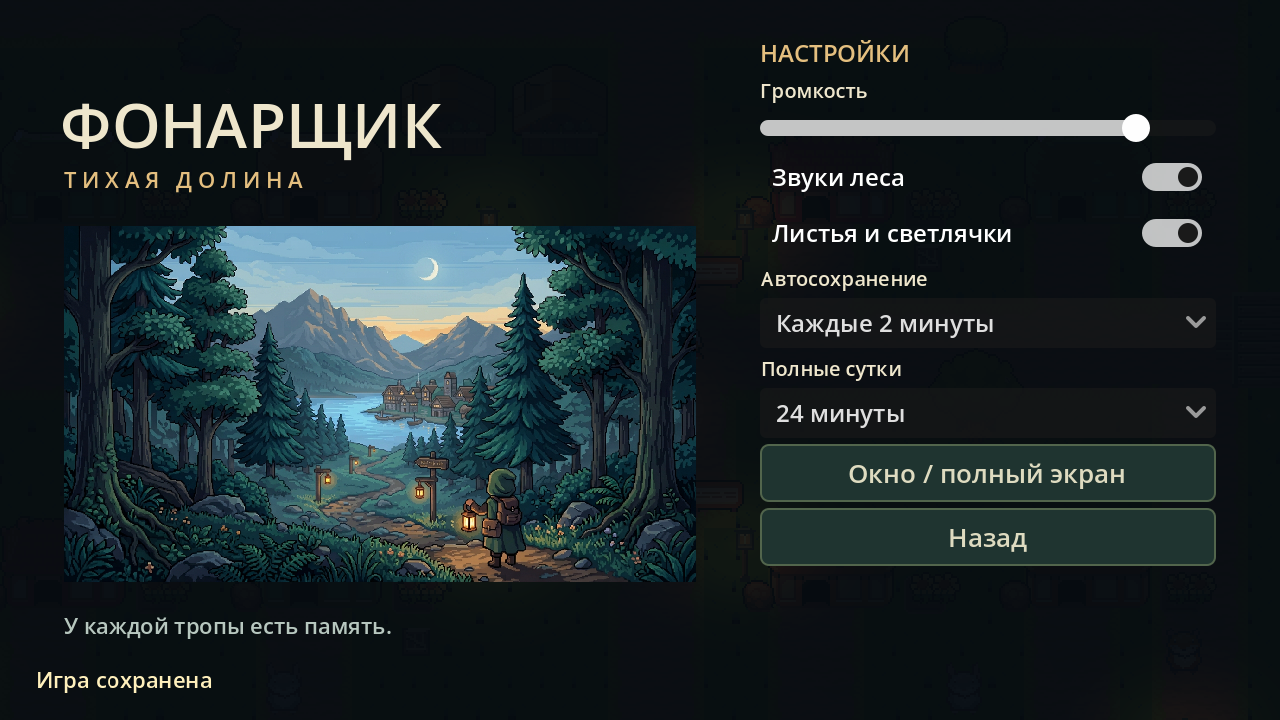 ФОНАРЩИК
ТИХАЯ ДОЛИНА
У каждой тропы есть память.
Игра сохранена
НАСТРОЙКИ
Громкость
Звуки леса
Листья и светлячки
Автосохранение
Каждые 2 минуты
Полные сутки
24 минуты
Окно / полный экран
Назад